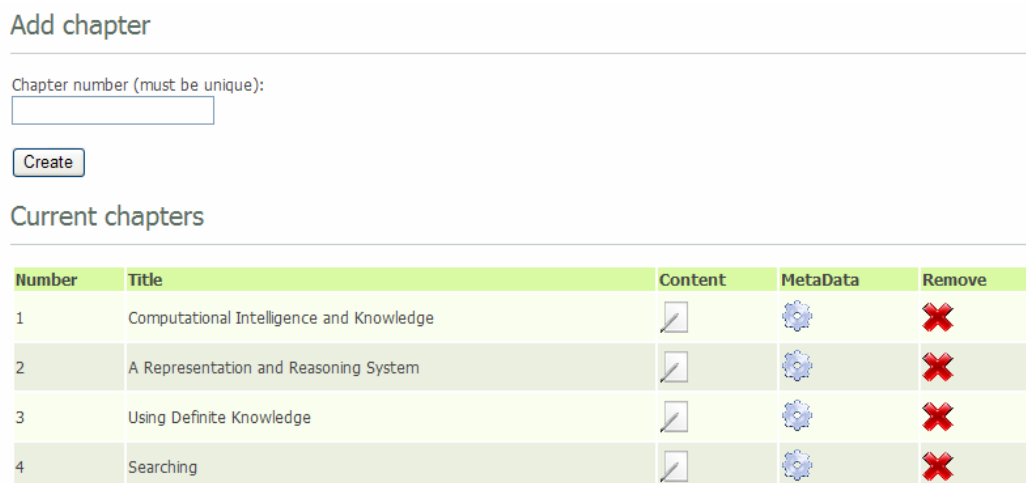 Add chapter
Chapter number (must be unique):
Create
Current chapters
Number Title Content MetaData Remove
1 Computational Intelligence and Knowledge
2 A Representation and Reasoning System
3 Using Definite Knowledge
4 Searching